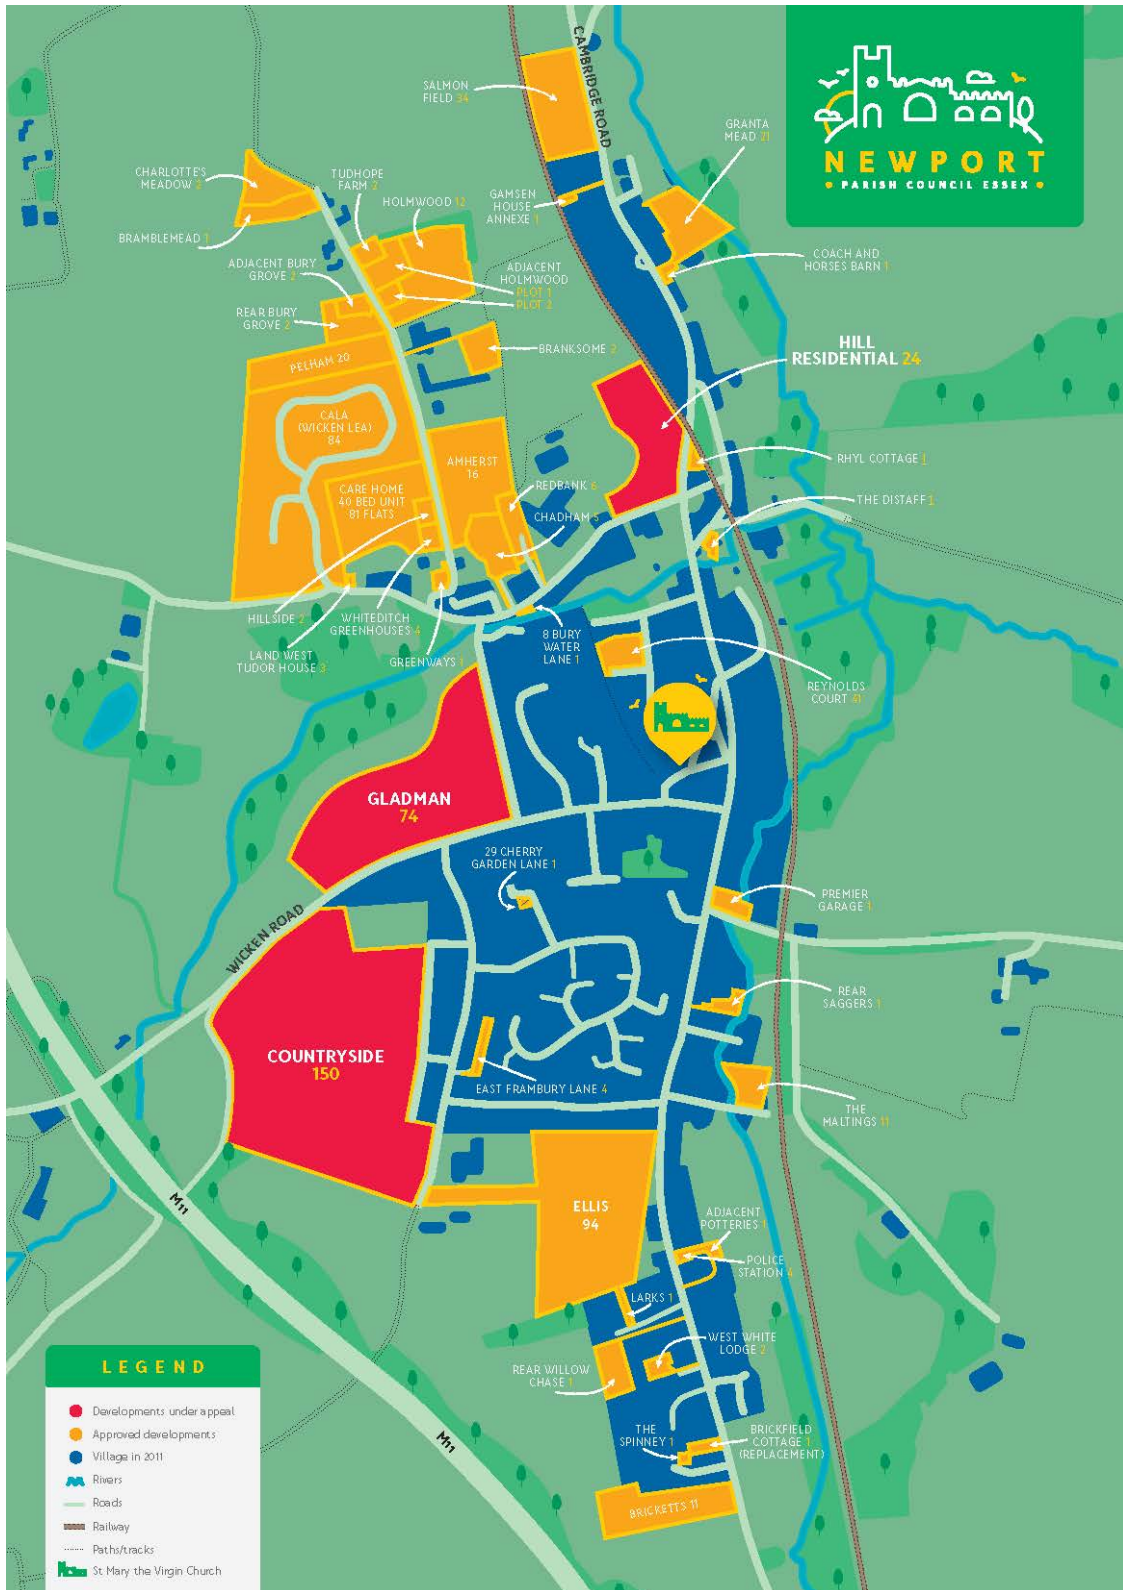 CAMBRIDGE ROAD
NEWPORT
• PARISH COUNCIL ESSEX •
SALMON
FIELD 34
GRANTA
MEAD 21
CHARLOTTE'S
MEADOW 2
TUDHOPE
FARM 2
HOLMWOOD 12
GAMSEN
HOUSE
ANNEXE 1
BRAMBLEMEAD 1
ADJACENT BURY
GROVE 2
ADJACENT
HOLMWOOD
PLOT 1
PLOT 2
COACH AND
HORSES BARN 1
REAR BURY
GROVE 2
HILL
RESIDENTIAL 24
PELHAM 20
BRANKSOME 2
CALA
(WICKEN LEA)
84
AMHERST
16
RHYL COTTAGE 1
CARE HOME
40 BED UNIT
81 FLATS
REDBANK 6
THE DISTAFF 1
CHADHAM 5
HILLSIDE 2
WHITEDITCH
GREENHOUSES 4
8 BURY
WATER
LANE 1
LAND WEST
TUDOR HOUSE 3
GREENWAYS 1
REYNOLDS
COURT 41
GLADMAN
74
29 CHERRY
GARDEN LANE 1
PREMIER
GARAGE 1
WICKEN ROAD
REAR
SAGGERS 1
COUNTRYSIDE
150
EAST FRAMBURY LANE 4
THE
MALTINGS 11
M11
ELLIS
94
ADJACENT
POTTERIES 1
POLICE
STATION 4
LARKS 1
WEST WHITE
LODGE 2
REAR WILLOW
CHASE 1
THE
SPINNEY 1
BRICKFIELD
COTTAGE 1
(REPLACEMENT)
M11
BRICKETTS 11
LEGEND
Developments under appeal
Approved developments
Village in 2011
Rivers
Roads
Railway
Paths/tracks
St Mary the Virgin Church